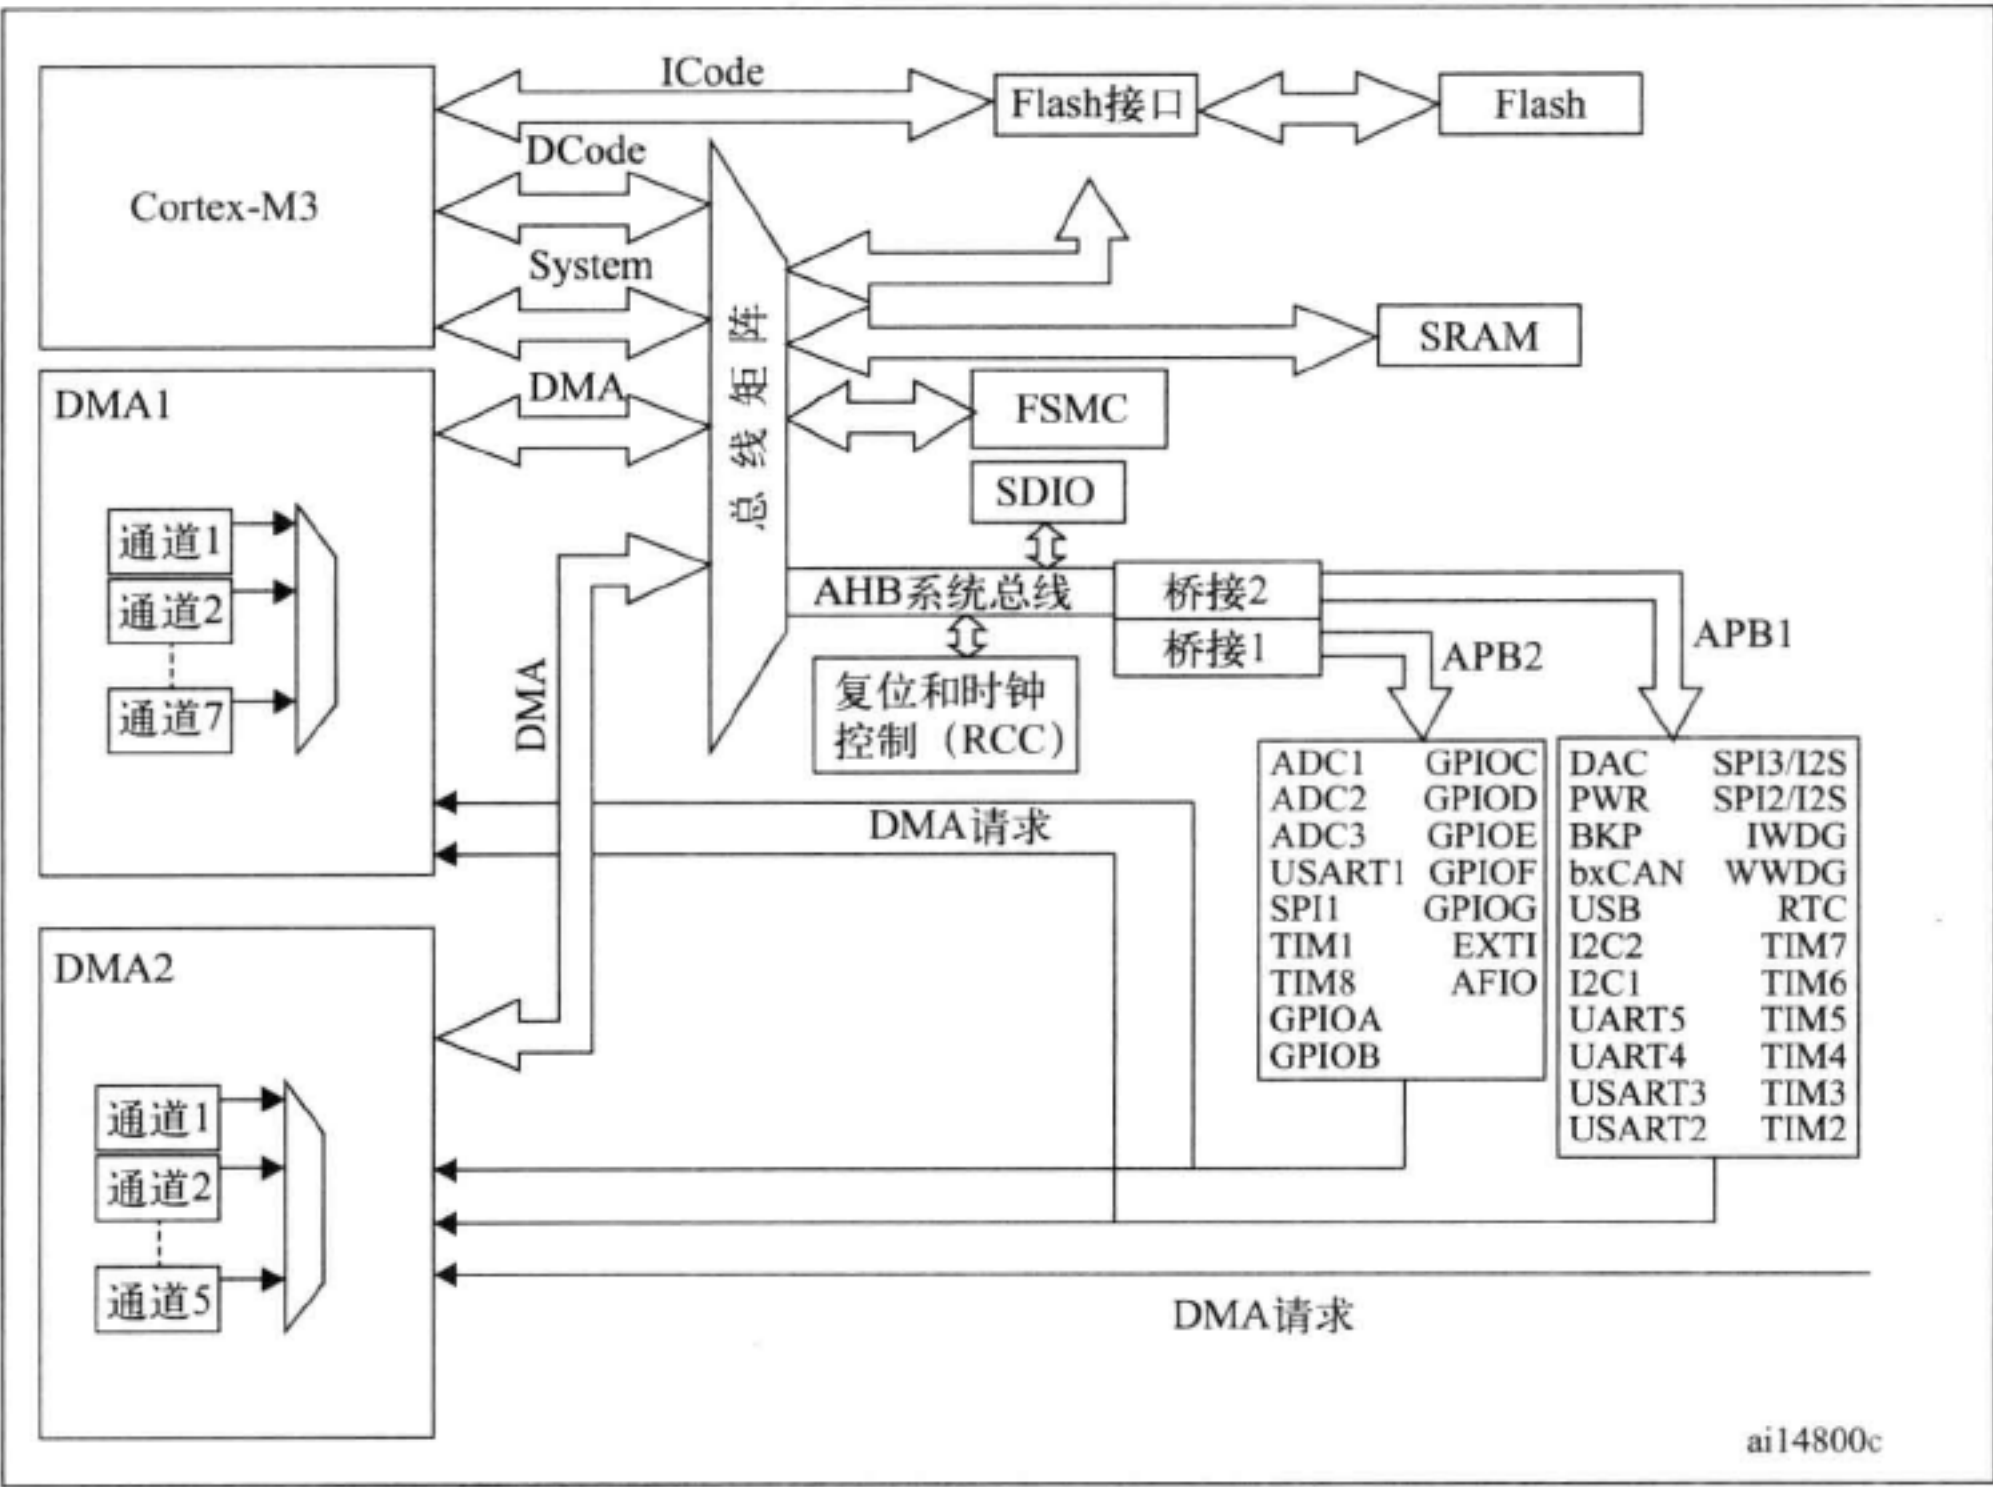 ICode
Flash接口
Flash
DCode
Cortex-M3
System
总线矩阵
SRAM
DMA
DMA1
FSMC
SDIO
通道1
通道2
通道7
AHB系统总线
桥接2
桥接1
APB2
APB1
复位和时钟
控制（RCC）
DMA
DMA请求
ADC1 GPIOC
ADC2 GPIOD
ADC3 GPIOE
USART1 GPIOF
SPI1 GPIOG
TIM1 EXTI
TIM8 AFIO
GPIOA
GPIOB
DAC SPI3/I2S
PWR SPI2/I2S
BKP IWDG
bxCAN WWDG
USB RTC
I2C2 TIM7
I2C1 TIM6
UART5 TIM5
UART4 TIM4
USART3 TIM3
USART2 TIM2
DMA2
通道1
通道2
通道5
DMA请求
ai14800c